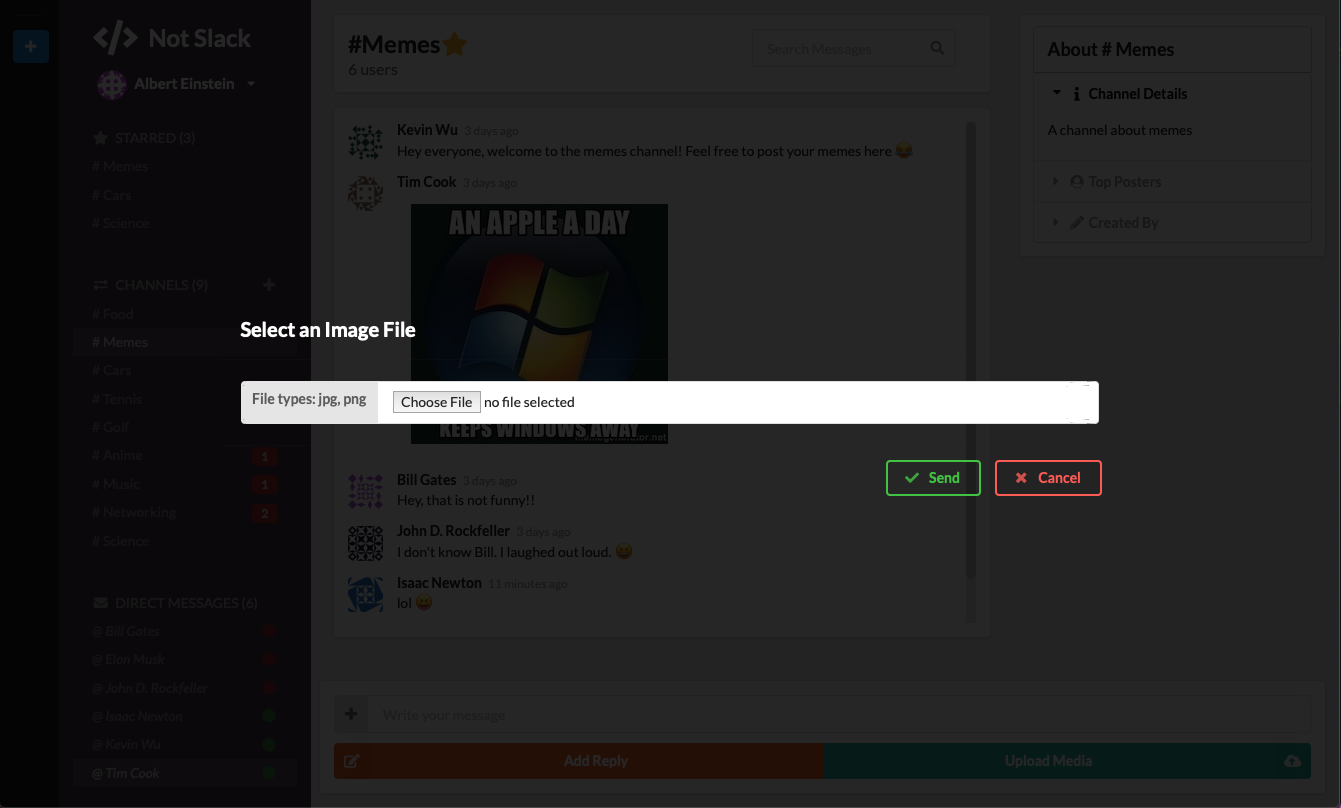 Not Slack
Albert Einstein
STARRED (3)
# Memes
# Cars
# Science
CHANNELS (9)
# Food
# Memes
# Cars
# Tennis
# Golf
# Anime 1
# Music 1
# Networking 2
# Science
DIRECT MESSAGES (6)
@ Bill Gates
@ Elon Musk
@ John D. Rockfeller
@ Isaac Newton
@ Kevin Wu
@ Tim Cook
#Memes
6 users
Search Messages
Kevin Wu 3 days ago
Hey everyone, welcome to the memes channel! Feel free to post your memes here
Tim Cook 3 days ago
AN APPLE A DAY
KEEPS WINDOWS AWAY
Bill Gates 3 days ago
Hey, that is not funny!!
John D. Rockfeller 3 days ago
I don't know Bill. I laughed out loud.
Isaac Newton 11 minutes ago
lol
Select an Image File
File types: jpg, png
Choose File no file selected
Send
Cancel
Write your message
Add Reply
Upload Media
About # Memes
Channel Details
A channel about memes
Top Posters
Created By